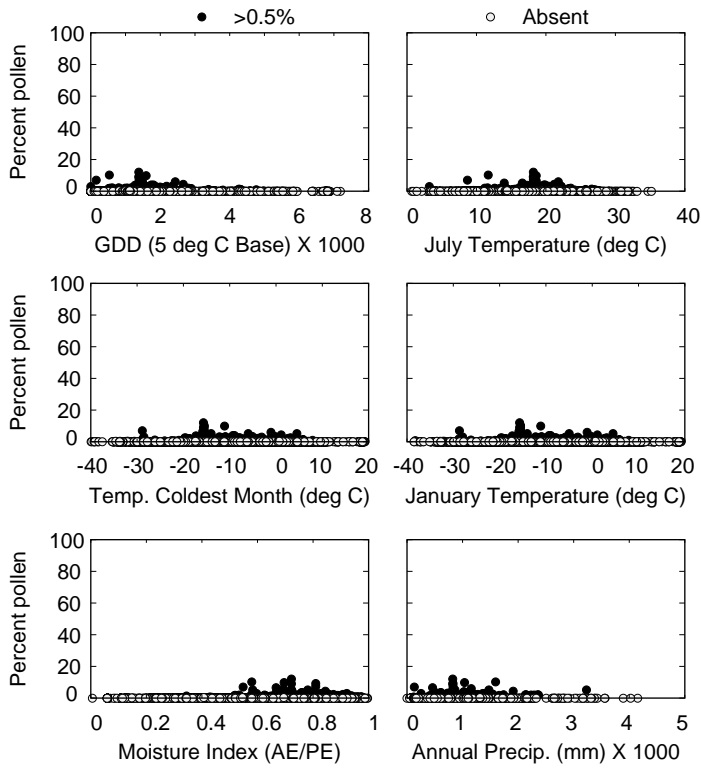 >0.5% Absent
100
80
60
40
20
0
Percent pollen
0 2 4 6 8
GDD (5 deg C Base) X 1000
0 10 20 30 40
July Temperature (deg C)
100
80
60
40
20
0
Percent pollen
-40 -30 -20 -10 0 10 20
Temp. Coldest Month (deg C)
-40 -30 -20 -10 0 10 20
January Temperature (deg C)
100
80
60
40
20
0
Percent pollen
0 0.2 0.4 0.6 0.8 1
Moisture Index (AE/PE)
0 1 2 3 4 5
Annual Precip. (mm) X 1000